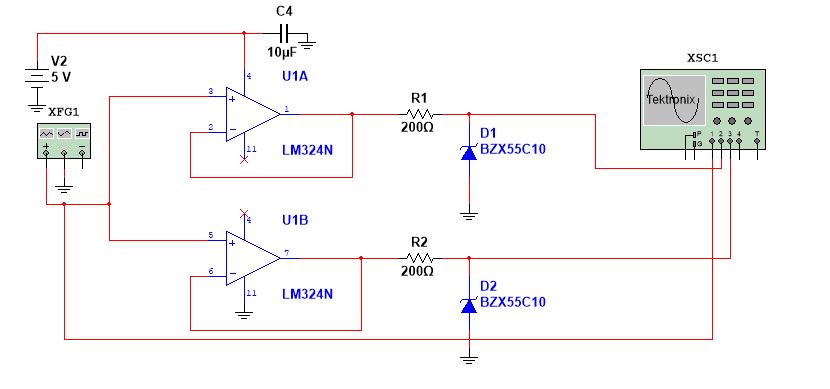 C4
10µF
V2
5 V
XFG1
+
−
U1A
4
3
+
1
2
−
11
LM324N
R1
200Ω
D1
BZX55C10
XSC1
Tektronix
P
G
1 2 3 4 T
U1B
4
5
+
7
6
−
11
LM324N
R2
200Ω
D2
BZX55C10